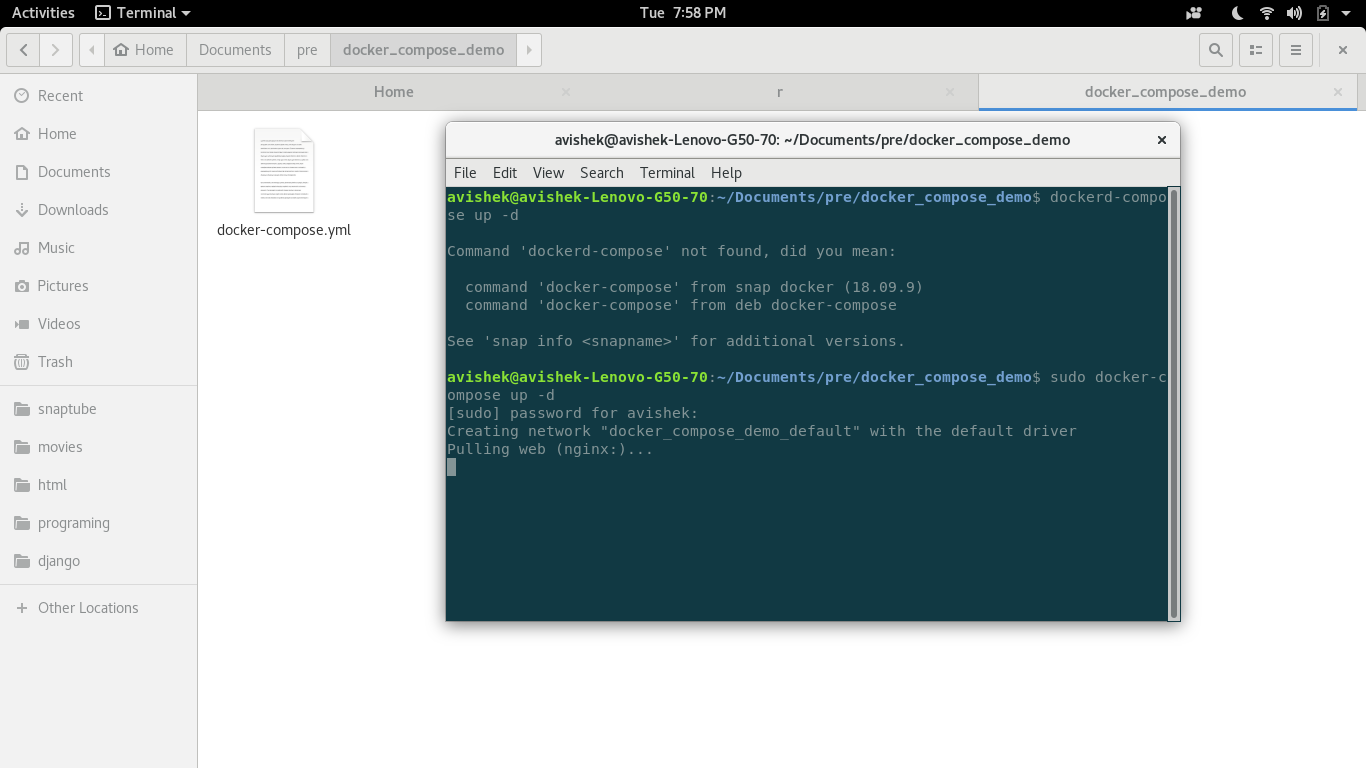 Activities
Terminal
Tue 7:58 PM
Home
Documents
pre
docker_compose_demo
Home
r
docker_compose_demo
Recent
Home
Documents
Downloads
Music
Pictures
Videos
Trash
snaptube
movies
html
programing
django
Other Locations
docker-compose.yml
avishek@avishek-Lenovo-G50-70: ~/Documents/pre/docker_compose_demo
File Edit View Search Terminal Help
avishek@avishek-Lenovo-G50-70:~/Documents/pre/docker_compose_demo$ dockerd-compo
se up -d
Command 'dockerd-compose' not found, did you mean:
command 'docker-compose' from snap docker (18.09.9)
command 'docker-compose' from deb docker-compose
See 'snap info <snapname>' for additional versions.
avishek@avishek-Lenovo-G50-70:~/Documents/pre/docker_compose_demo$ sudo docker-c
ompose up -d
[sudo] password for avishek:
Creating network "docker_compose_demo_default" with the default driver
Pulling web (nginx:)...